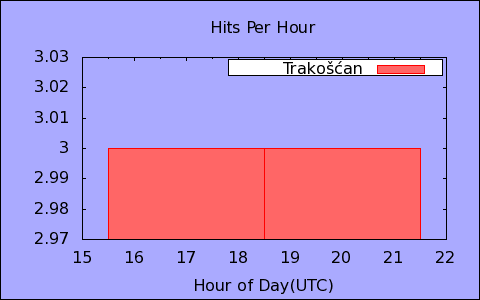 Hits Per Hour
Trakošćan
3.03
3.02
3.01
3
2.99
2.98
2.97
15 16 17 18 19 20 21 22
Hour of Day(UTC)